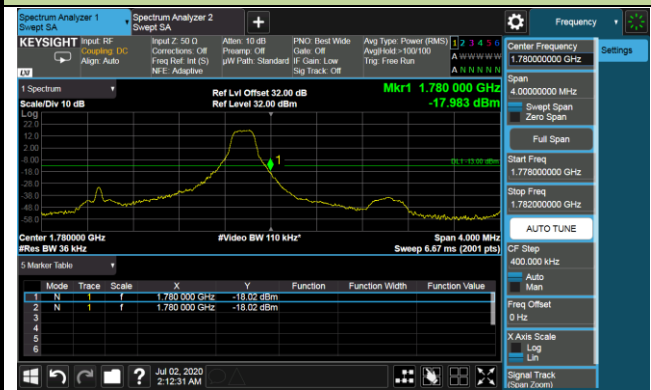 Spectrum Analyzer 1
Swept SA
Spectrum Analyzer 2
Swept SA
+
Frequency
KEYSIGHT
Input: RF
Coupling: DC
Align: Auto
Input Z: 50 Ω
Corrections: Off
Freq Ref: Int (S)
NFE: Adaptive
Atten: 10 dB
Preamp: Off
µW Path: Standard
PNO: Best Wide
Gate: Off
IF Gain: Low
Sig Track: Off
Avg Type: Power (RMS)
Avg|Hold:>100/100
Trig: Free Run
1 2 3 4 5 6
A W W W W W
A N N N N N
LXI
Center Frequency
1.780000000 GHz
Settings
Span
4.00000000 MHz
Swept Span
Zero Span
Full Span
Start Freq
1.778000000 GHz
Stop Freq
1.782000000 GHz
AUTO TUNE
CF Step
400.000 kHz
Auto
Man
Freq Offset
0 Hz
X Axis Scale
Log
Lin
Signal Track
(Span Zoom)
1 Spectrum
Scale/Div 10 dB
Ref Lvl Offset 32.00 dB
Ref Level 32.00 dBm
Mkr1 1.780 000 GHz
-17.983 dBm
Log
22.0
12.0
2.00
-8.00
-18.0
-28.0
-38.0
-48.0
-58.0
1
DL1 -13.00 dBm
Center 1.780000 GHz
#Res BW 36 kHz
#Video BW 110 kHz*
Span 4.000 MHz
Sweep 6.67 ms (2001 pts)
5 Marker Table
Mode Trace Scale X Y Function Function Width Function Value
1 N 1 f 1.780 000 GHz -18.02 dBm
2 N 1 f 1.780 000 GHz -18.02 dBm
3
4
5
6
?
Jul 02, 2020
2:12:31 AM